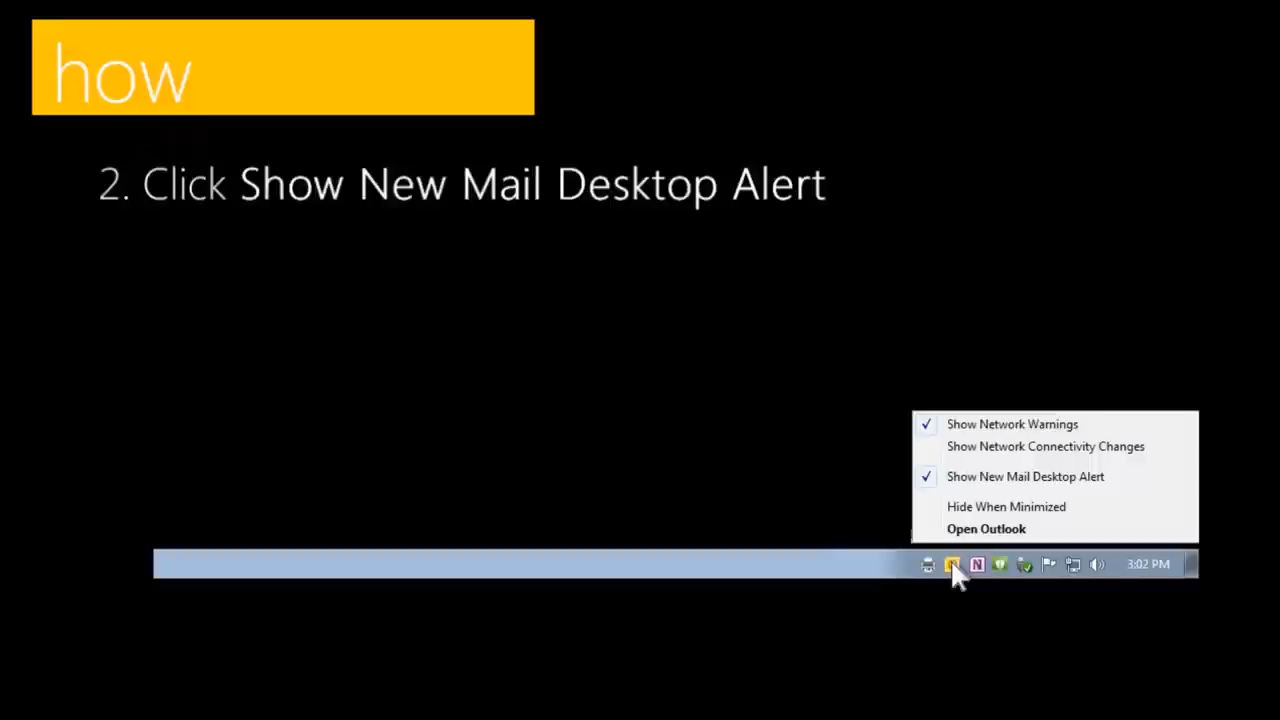 how
2. Click Show New Mail Desktop Alert
✓ Show Network Warnings
Show Network Connectivity Changes
✓ Show New Mail Desktop Alert
Hide When Minimized
Open Outlook
N
3:02 PM